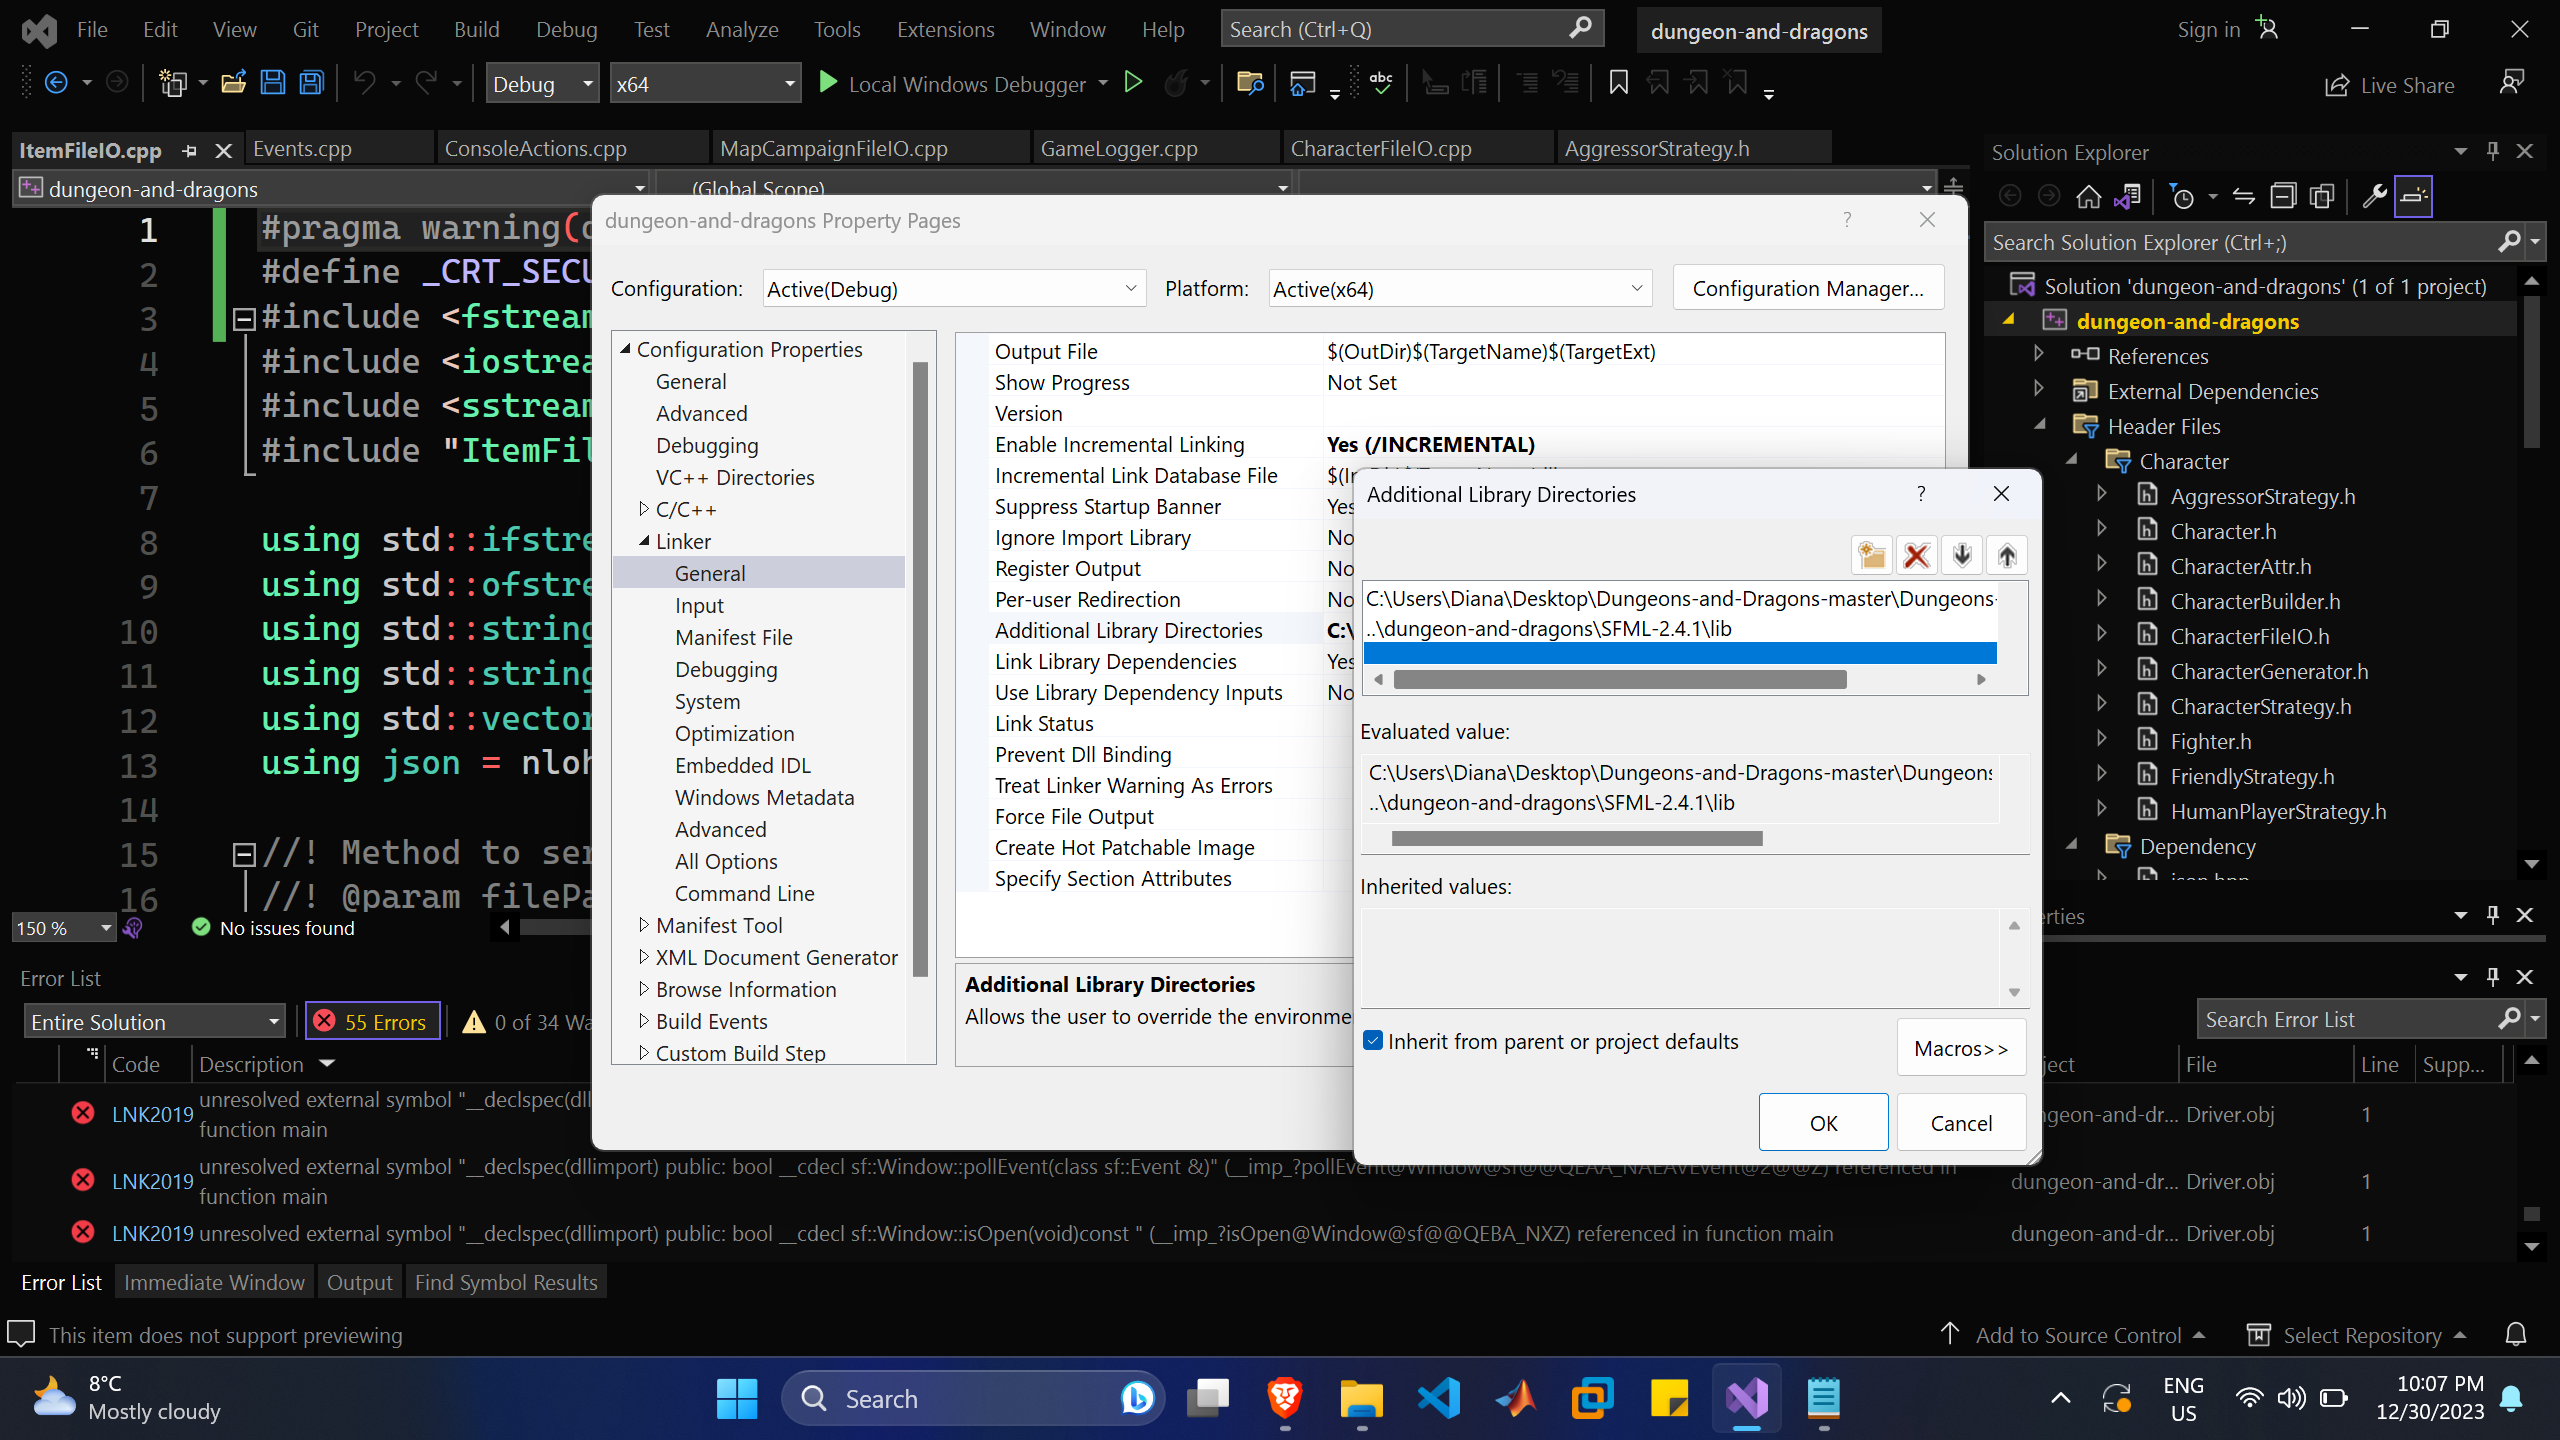 File Edit View Git Project Build Debug Test Analyze Tools Extensions Window Help Search (Ctrl+Q) dungeon-and-dragons Sign in
Debug x64 Local Windows Debugger abc Live Share
ItemFileIO.cpp Events.cpp ConsoleActions.cpp MapCampaignFileIO.cpp GameLogger.cpp CharacterFileIO.cpp AggressorStrategy.h
dungeon-and-dragons (Global Scope)
1 #pragma warning(
2 #define _CRT_SECU
3 #include <fstream
4 #include <iostrea
5 #include <sstream
6 #include "ItemFil
7
8 using std::ifstre
9 using std::ofstre
10 using std::string
11 using std::string
12 using std::vector
13 using json = nloh
14
15 //! Method to ser
16 //! @param filePa
150 % No issues found
dungeon-and-dragons Property Pages
Configuration: Active(Debug) Platform: Active(x64) Configuration Manager...
Configuration Properties
General
Advanced
Debugging
VC++ Directories
C/C++
Linker
General
Input
Manifest File
Debugging
System
Optimization
Embedded IDL
Windows Metadata
Advanced
All Options
Command Line
Manifest Tool
XML Document Generator
Browse Information
Build Events
Custom Build Step
Output File $(OutDir)$(TargetName)$(TargetExt)
Show Progress Not Set
Version
Enable Incremental Linking Yes (/INCREMENTAL)
Incremental Link Database File
Suppress Startup Banner Yes
Ignore Import Library No
Register Output No
Per-user Redirection No
Additional Library Directories C:\
Link Library Dependencies Yes
Use Library Dependency Inputs No
Link Status
Prevent Dll Binding
Treat Linker Warning As Errors
Force File Output
Create Hot Patchable Image
Specify Section Attributes
Additional Library Directories
Allows the user to override the environme
Additional Library Directories
C:\Users\Diana\Desktop\Dungeons-and-Dragons-master\Dungeons-
..\dungeon-and-dragons\SFML-2.4.1\lib
Evaluated value:
C:\Users\Diana\Desktop\Dungeons-and-Dragons-master\Dungeons
..\dungeon-and-dragons\SFML-2.4.1\lib
Inherited values:
Inherit from parent or project defaults
Macros>>
OK Cancel
Solution Explorer
Search Solution Explorer (Ctrl+;)
Solution 'dungeon-and-dragons' (1 of 1 project)
dungeon-and-dragons
References
External Dependencies
Header Files
Character
AggressorStrategy.h
Character.h
CharacterAttr.h
CharacterBuilder.h
CharacterFileIO.h
CharacterGenerator.h
CharacterStrategy.h
Fighter.h
FriendlyStrategy.h
HumanPlayerStrategy.h
Dependency
json.hpp
erties
Error List
Entire Solution 55 Errors 0 of 34 Wa Search Error List
Code Description ject File Line Supp...
LNK2019 unresolved external symbol "__declspec(dll
function main
ngeon-and-dr... Driver.obj 1
LNK2019 unresolved external symbol "__declspec(dllimport) public: bool __cdecl sf::Window::pollEvent(class sf::Event &)" (__imp_?pollEvent@Window@sf@@QEAA_NAEAVEvent@2@@Z) referenced in
function main
dungeon-and-dr... Driver.obj 1
LNK2019 unresolved external symbol "__declspec(dllimport) public: bool __cdecl sf::Window::isOpen(void)const " (__imp_?isOpen@Window@sf@@QEBA_NXZ) referenced in function main dungeon-and-dr... Driver.obj 1
Error List Immediate Window Output Find Symbol Results
This item does not support previewing Add to Source Control Select Repository
8°C
Mostly cloudy
Search
ENG
US
10:07 PM
12/30/2023